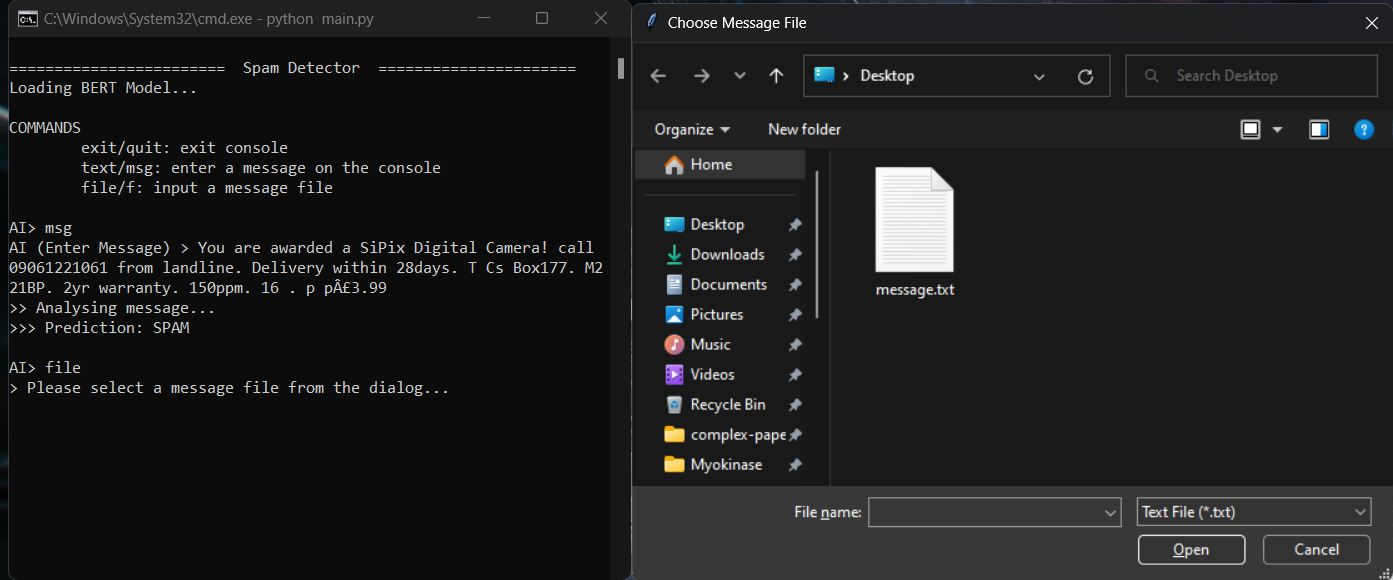 C:\Windows\System32\cmd.exe - python  main.py
========================  Spam Detector  ======================
Loading BERT Model...
COMMANDS
exit/quit: exit console
text/msg: enter a message on the console
file/f: input a message file
AI> msg
AI (Enter Message) > You are awarded a SiPix Digital Camera! call
09061221061 from landline. Delivery within 28days. T Cs Box177. M2
21BP. 2yr warranty. 150ppm. 16 . p pÂ£3.99
>> Analysing message...
>>> Prediction: SPAM
AI> file
> Please select a message file from the dialog...
Choose Message File
Desktop
Search Desktop
Organize
New folder
Home
Desktop
Downloads
Documents
Pictures
Music
Videos
Recycle Bin
complex-pape
Myokinase
message.txt
File name:
Text File (*.txt)
Open
Cancel